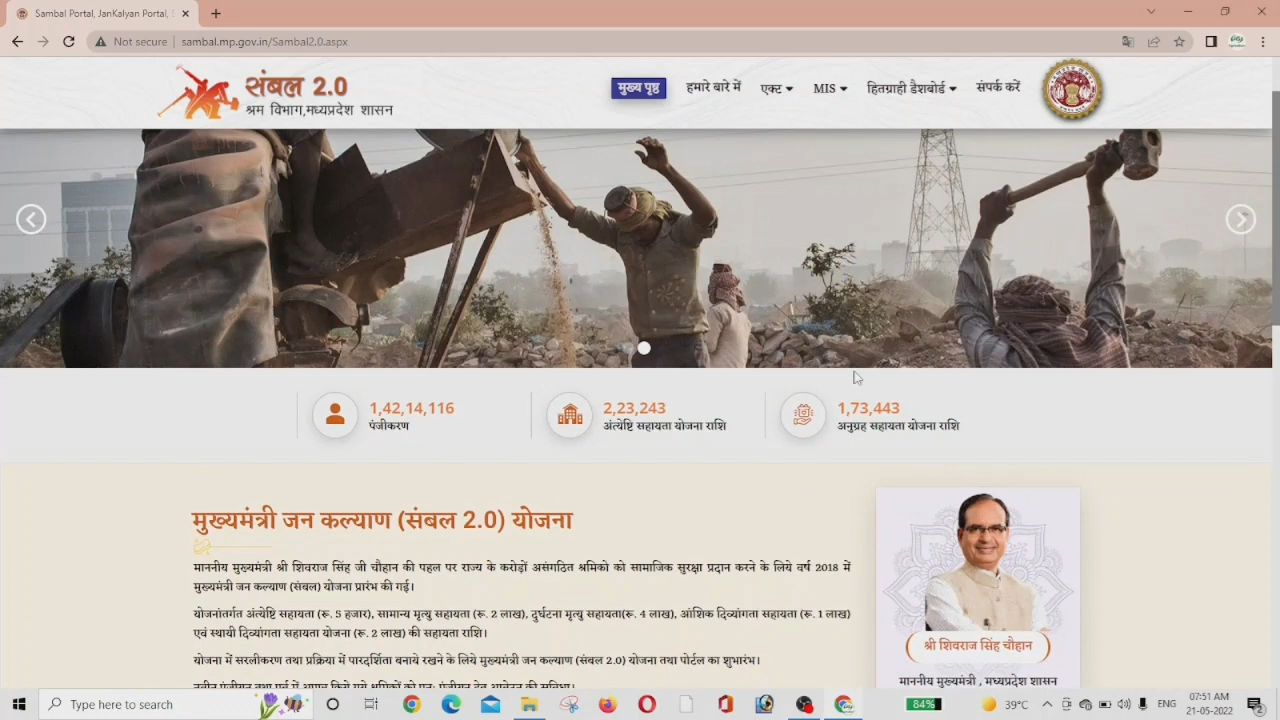 Sambal Portal, JanKalyan Portal, S
Not secure | sambal.mp.gov.in/Sambal2.0.aspx
संबल 2.0
श्रम विभाग,मध्यप्रदेश शासन
मुख्य पृष्ठ
हमारे बारे में
एक्ट
MIS
हितग्राही डैशबोर्ड
संपर्क करें
1,42,14,116
पंजीकरण
2,23,243
अंत्येष्टि सहायता योजना राशि
1,73,443
अनुग्रह सहायता योजना राशि
मुख्यमंत्री जन कल्याण (संबल 2.0) योजना
माननीय मुख्यमंत्री श्री शिवराज सिंह जी चौहान की पहल पर राज्य के करोड़ों असंगठित श्रमिको को सामाजिक सुरक्षा प्रदान करने के लिये वर्ष 2018 में
मुख्यमंत्री जन कल्याण (संबल) योजना प्रारंभ की गई।
योजनांतर्गत अंत्येष्टि सहायता (रू. 5 हजार), सामान्य मृत्यु सहायता (रू. 2 लाख), दुर्घटना मृत्यु सहायता(रू. 4 लाख), आंशिक दिव्यांगता सहायता (रू. 1 लाख)
एवं स्थायी दिव्यांगता सहायता योजना (रू. 2 लाख) की सहायता राशि।
योजना में सरलीकरण तथा प्रक्रिया में पारदर्शिता बनाये रखने के लिये मुख्यमंत्री जन कल्याण (संबल 2.0) योजना तथा पोर्टल का शुभारंभ।
श्री शिवराज सिंह चौहान
माननीय मुख्यमंत्री , मध्यप्रदेश शासन
Type here to search
84%
39°C
ENG
07:51 AM
21-05-2022
2